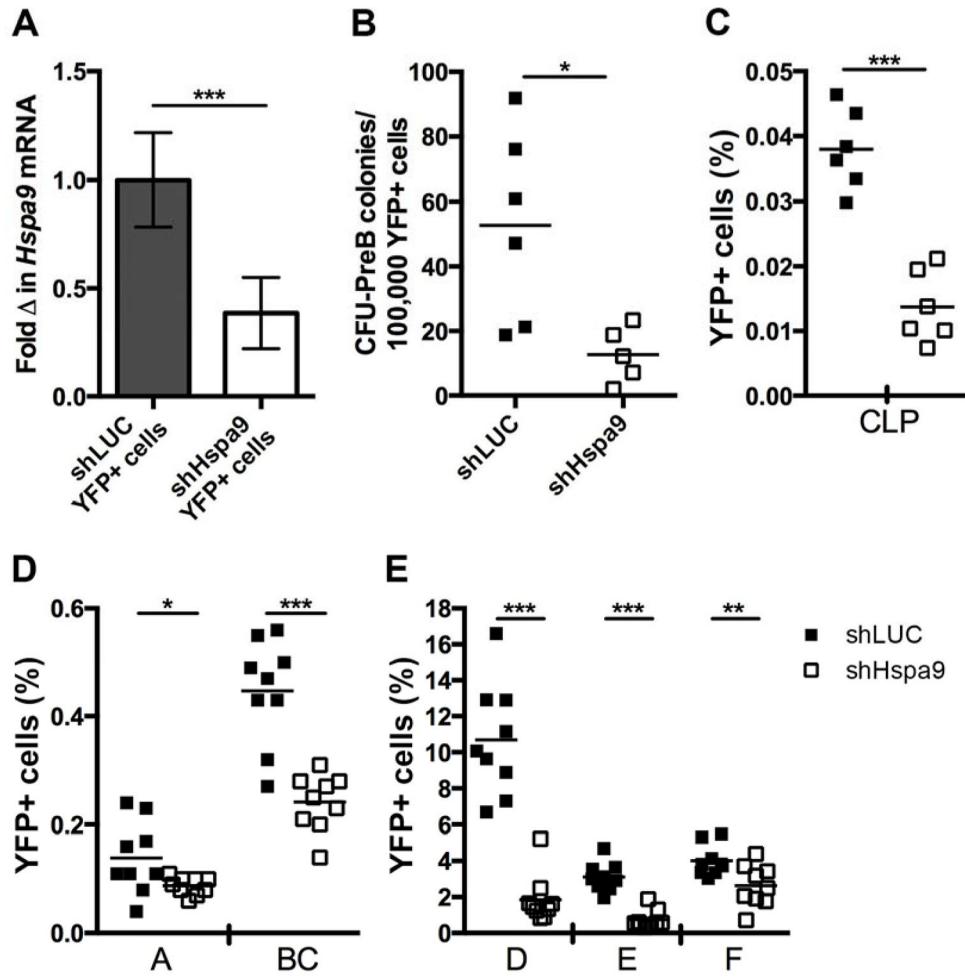 A
Fold Δ in Hspa9 mRNA
1.5
1.0
0.5
0.0
***
shLUC
YFP+ cells
shHspa9
YFP+ cells
B
CFU-PreB colonies/
100,000 YFP+ cells
100
80
60
40
20
0
*
shLUC
shHspa9
C
YFP+ cells (%)
0.05
0.04
0.03
0.02
0.01
0.00
***
CLP
D
YFP+ cells (%)
0.6
0.4
0.2
0.0
*
***
A
BC
E
YFP+ cells (%)
18
16
14
12
10
8
6
4
2
0
***
***
**
D
E
F
shLUC
shHspa9